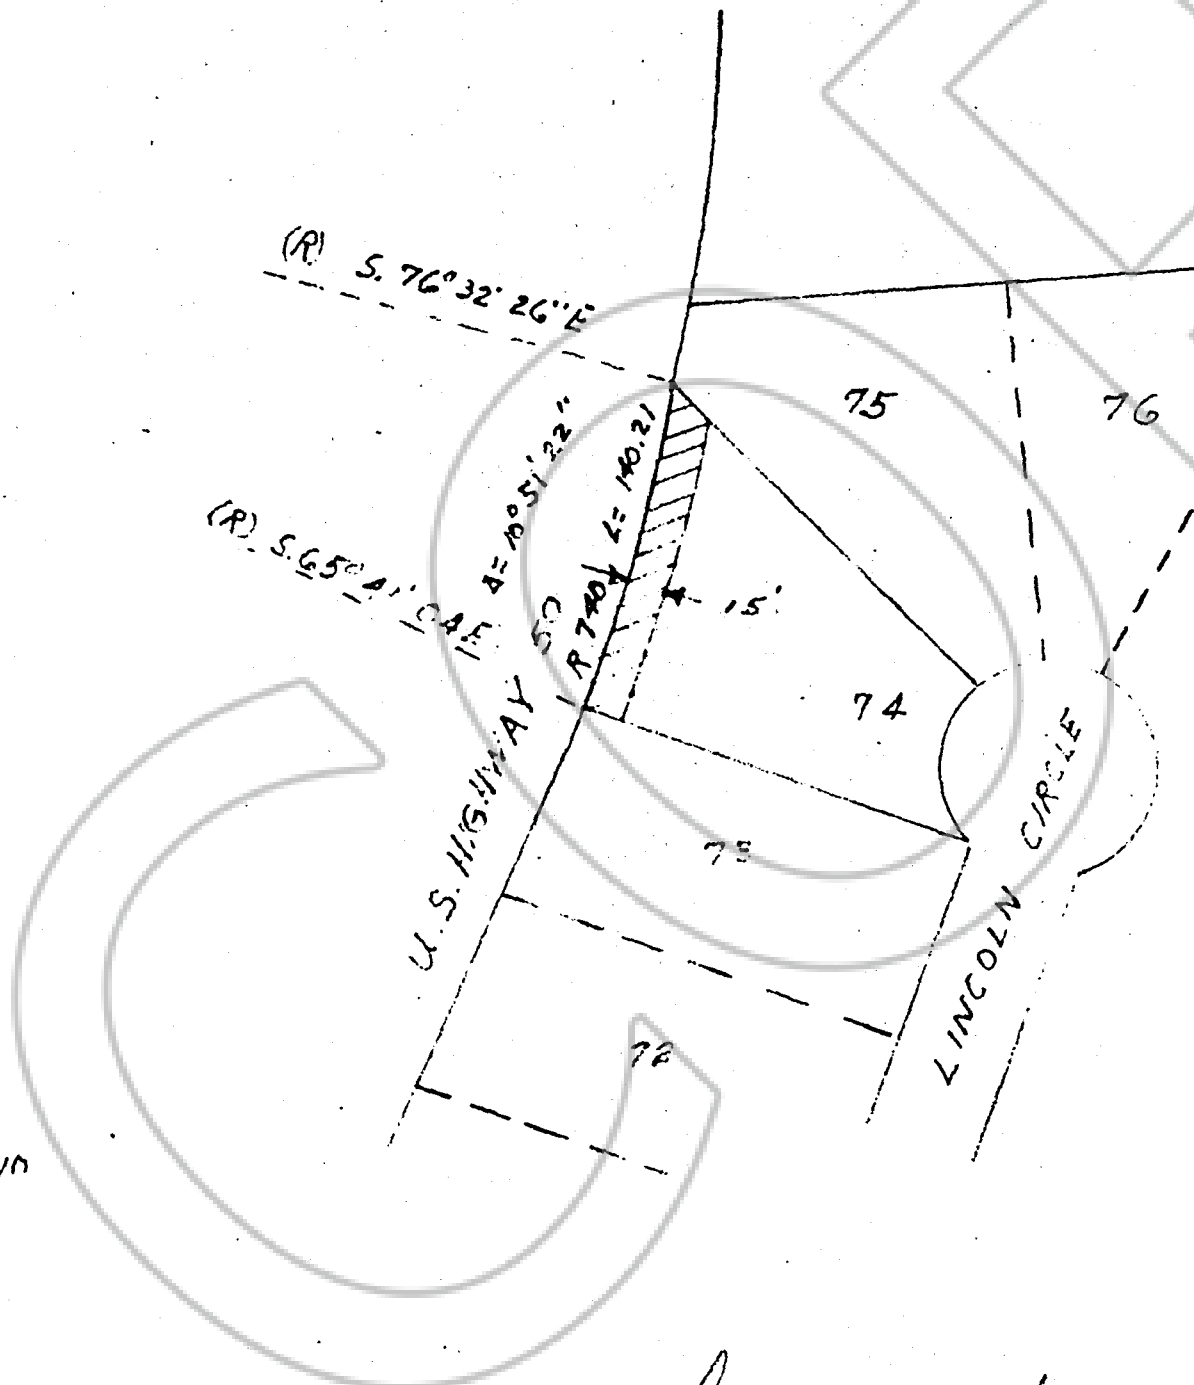 (R) S. 76° 32' 26" E
75
76
Δ= 10° 51' 22"
L= 140.21
R 740
(R) S. 65° 41' 04 E
15'
U.S. HIGHWAY 50
74
73
LINCOLN CIRCLE
72